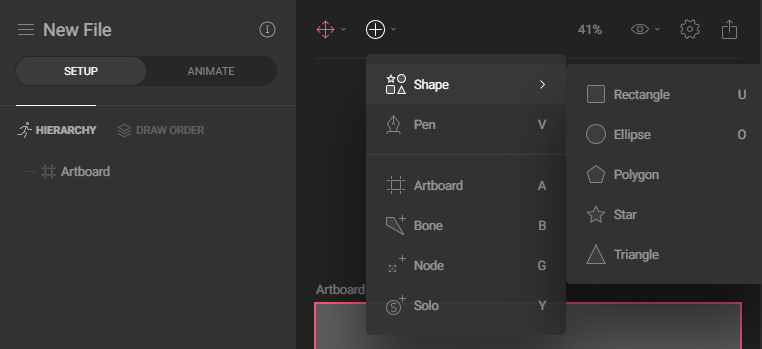 New File
41%
SETUP
ANIMATE
HIERARCHY
DRAW ORDER
Artboard
Shape
Pen V
Artboard A
Bone B
Node G
Solo Y
Rectangle U
Ellipse O
Polygon
Star
Triangle
Artboard